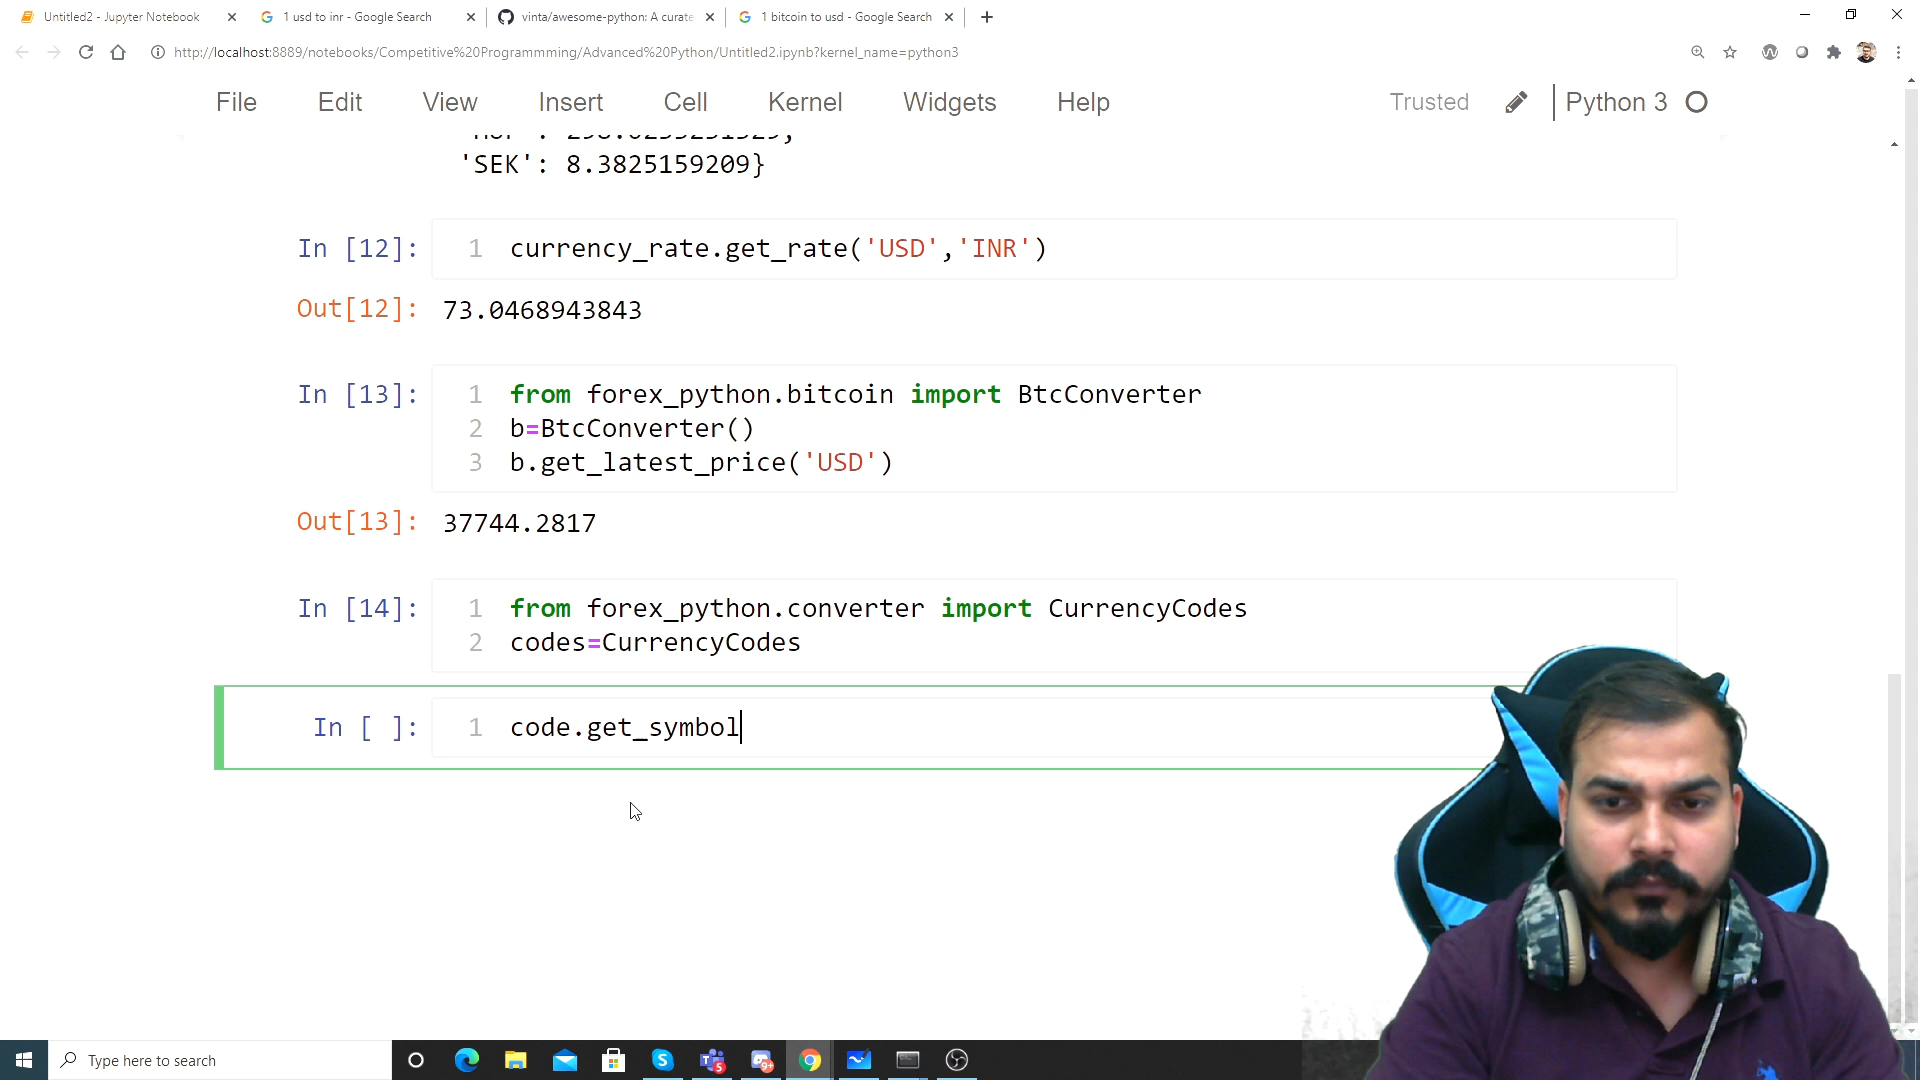 Untitled2 - Jupyter Notebook
1 usd to inr - Google Search
vinta/awesome-python: A curate
1 bitcoin to usd - Google Search
http://localhost:8889/notebooks/Competitive%20Programmming/Advanced%20Python/Untitled2.ipynb?kernel_name=python3
File Edit View Insert Cell Kernel Widgets Help Trusted Python 3
'SEK': 8.3825159209}
In [12]: 1 currency_rate.get_rate('USD','INR')
Out[12]: 73.0468943843
In [13]: 1 from forex_python.bitcoin import BtcConverter
2 b=BtcConverter()
3 b.get_latest_price('USD')
Out[13]: 37744.2817
In [14]: 1 from forex_python.converter import CurrencyCodes
2 codes=CurrencyCodes
In [ ]: 1 code.get_symbol
Type here to search